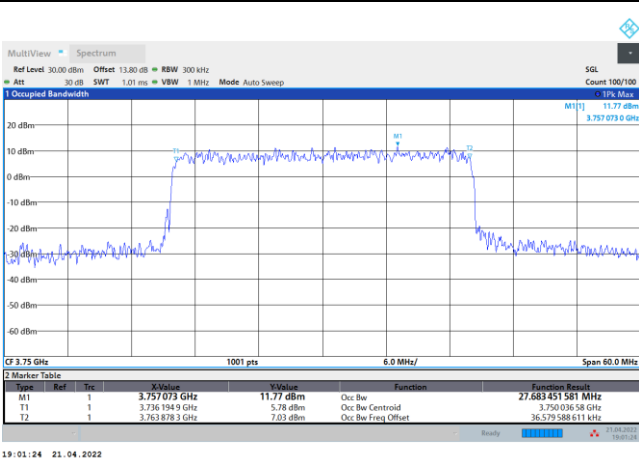 MultiView Spectrum
Ref Level 30.00 dBm Offset 13.80 dB RBW 300 kHz SGL
Att 30 dB SWT 1.01 ms VBW 1 MHz Mode Auto Sweep Count 100/100
1 Occupied Bandwidth 1Pk Max
M1[1] 11.77 dBm
3.757 073 0 GHz
M1
20 dBm
10 dBm T1 T2
0 dBm
-10 dBm
-20 dBm
-30 dBm
-40 dBm
-50 dBm
-60 dBm
CF 3.75 GHz 1001 pts 6.0 MHz/ Span 60.0 MHz
2 Marker Table
Type Ref Trc X-Value Y-Value Function Function Result
M1 1 3.757 073 GHz 11.77 dBm Occ Bw 27.683 451 581 MHz
T1 1 3.736 194 9 GHz 5.78 dBm Occ Bw Centroid 3.750 036 58 GHz
T2 1 3.763 878 3 GHz 7.03 dBm Occ Bw Freq Offset 36.579 588 611 kHz
Ready 21.04.2022
19:01:24
19:01:24 21.04.2022